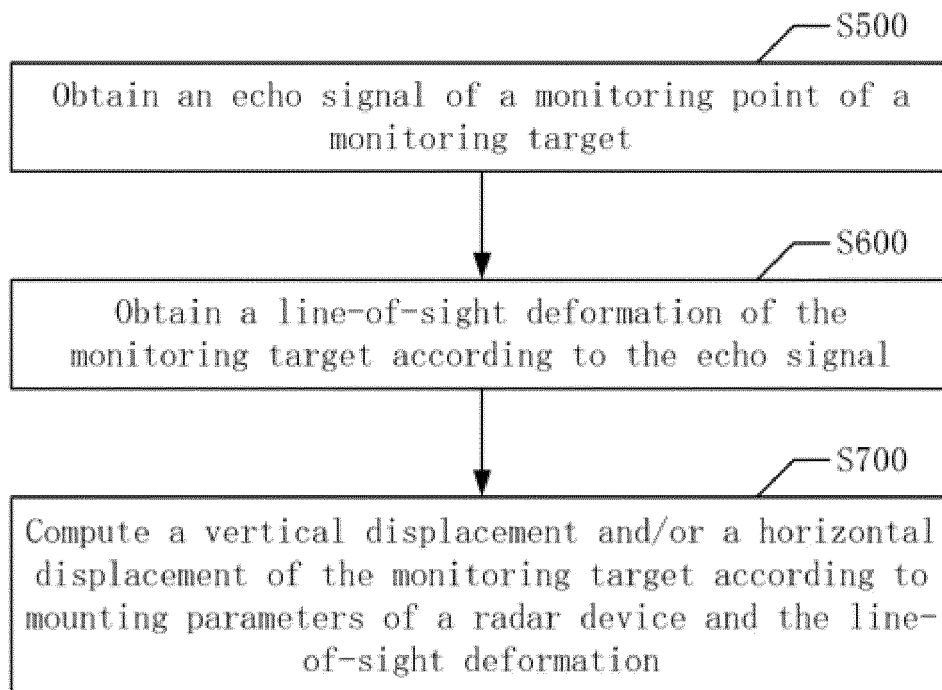 S500
Obtain an echo signal of a monitoring point of a
monitoring target
S600
Obtain a line-of-sight deformation of the
monitoring target according to the echo signal
S700
Compute a vertical displacement and/or a horizontal
displacement of the monitoring target according to
mounting parameters of a radar device and the line-
of-sight deformation